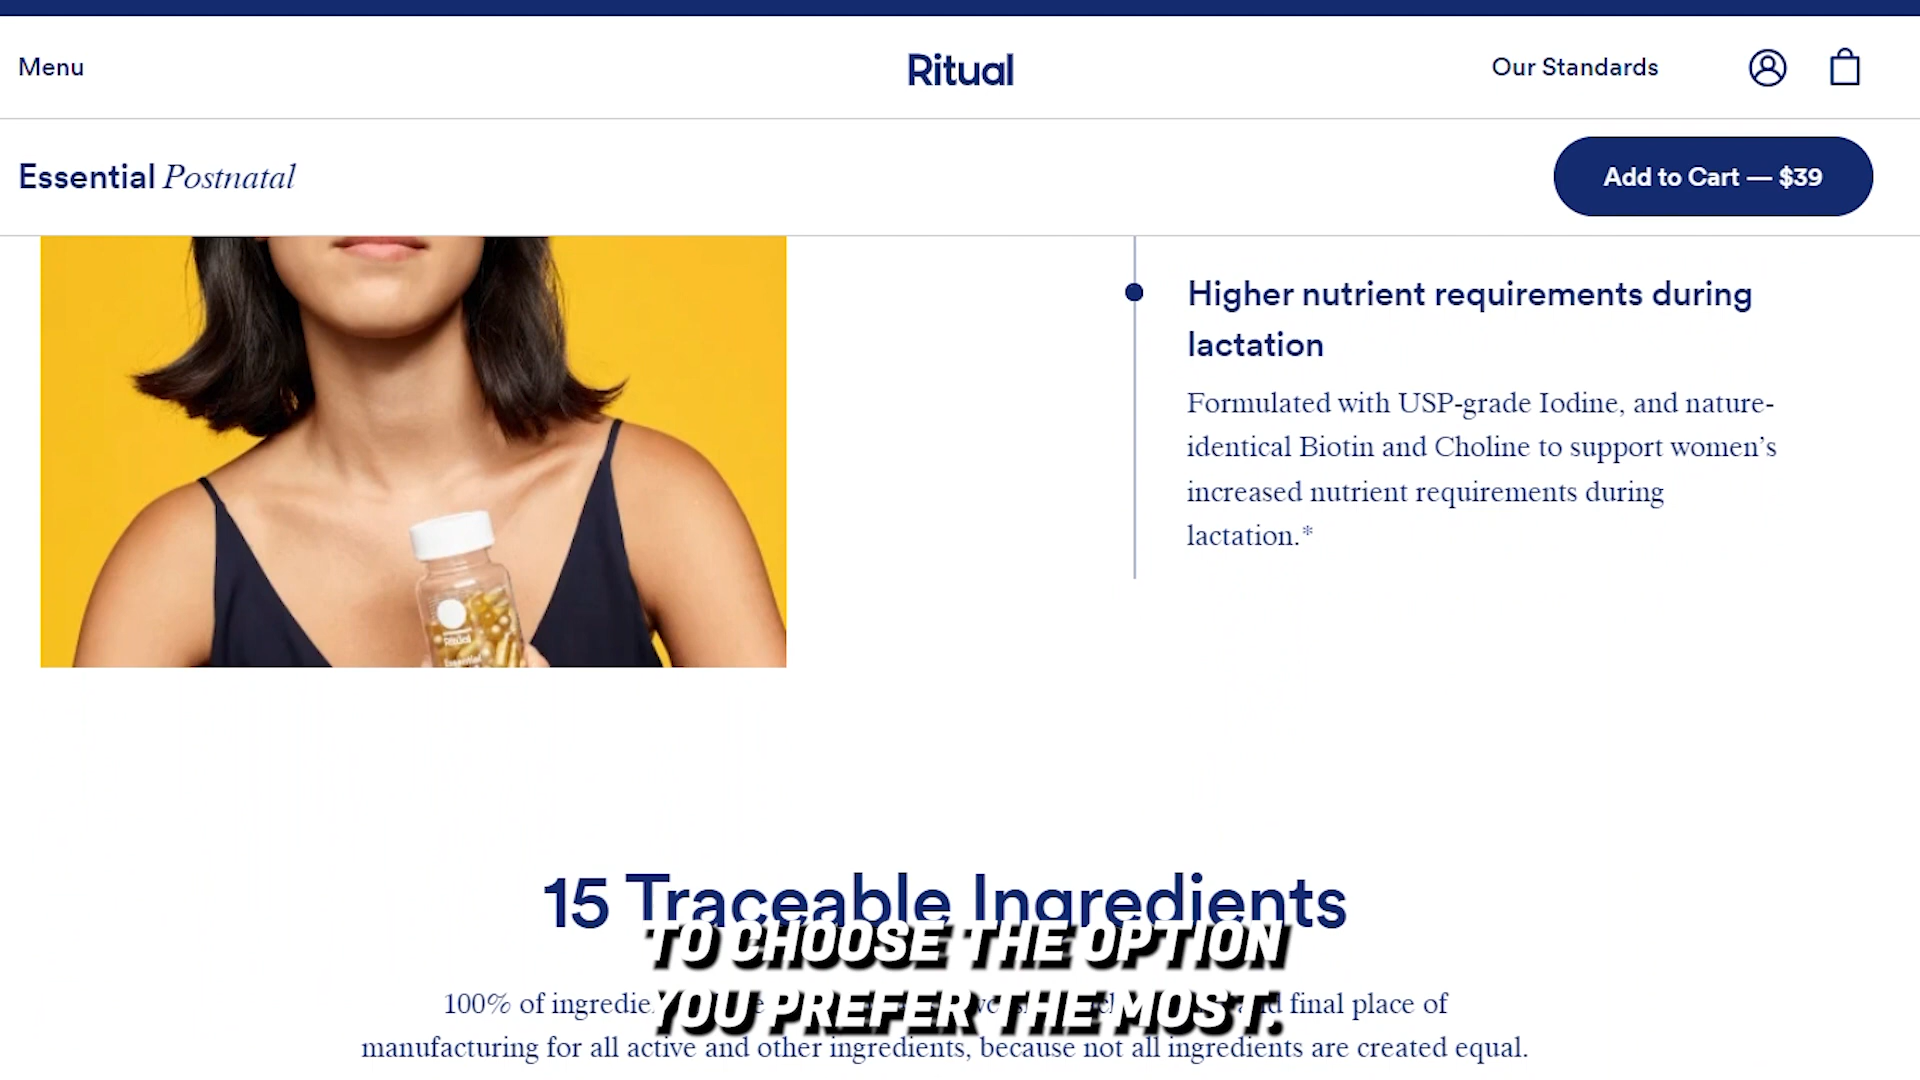 Menu
Ritual
Our Standards
Essential Postnatal
Add to Cart — $39
Higher nutrient requirements during
lactation
Formulated with USP-grade Iodine, and nature-
identical Biotin and Choline to support women's
increased nutrient requirements during
lactation.*
Ritual
Essential
15 Traceable Ingredients
TO CHOOSE THE OPTION
100% of final place of
YOU PREFER THE MOST.
manufacturing for all active and other ingredients, because not all ingredients are created equal.